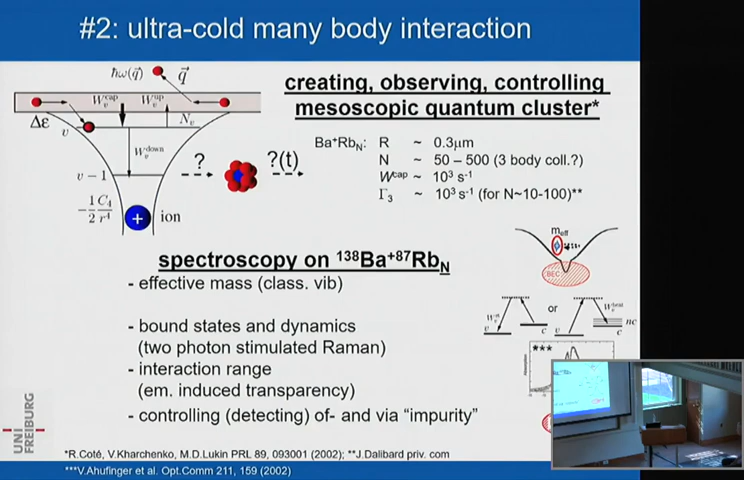 #2: ultra-cold many body interaction
ħω(q⃗) q⃗
W_v^cap W_v^up
Δε υ N_v
W_v^down
υ − 1
-1/2 C₄/r⁴
+ ion
? ?(t)
creating, observing, controlling
mesoscopic quantum cluster*
Ba⁺Rb_N: R ~ 0.3µm
N ~ 50 – 500 (3 body coll.?)
W^cap ~ 10³ s⁻¹
Γ₃ ~ 10³ s⁻¹ (for N~10-100)**
spectroscopy on ¹³⁸Ba⁺⁸⁷Rb_N
- effective mass (class. vib)
- bound states and dynamics
(two photon stimulated Raman)
- interaction range
(em. induced transparency)
- controlling (detecting) of- and via “impurity”
m_eff
BEC
or
υ c υ c nc
***
UNI
FREIBURG
*R.Coté, V.Kharchenko, M.D.Lukin PRL 89, 093001 (2002); **J.Dalibard priv. com
***V.Ahufinger et al. Opt.Comm 211, 159 (2002)